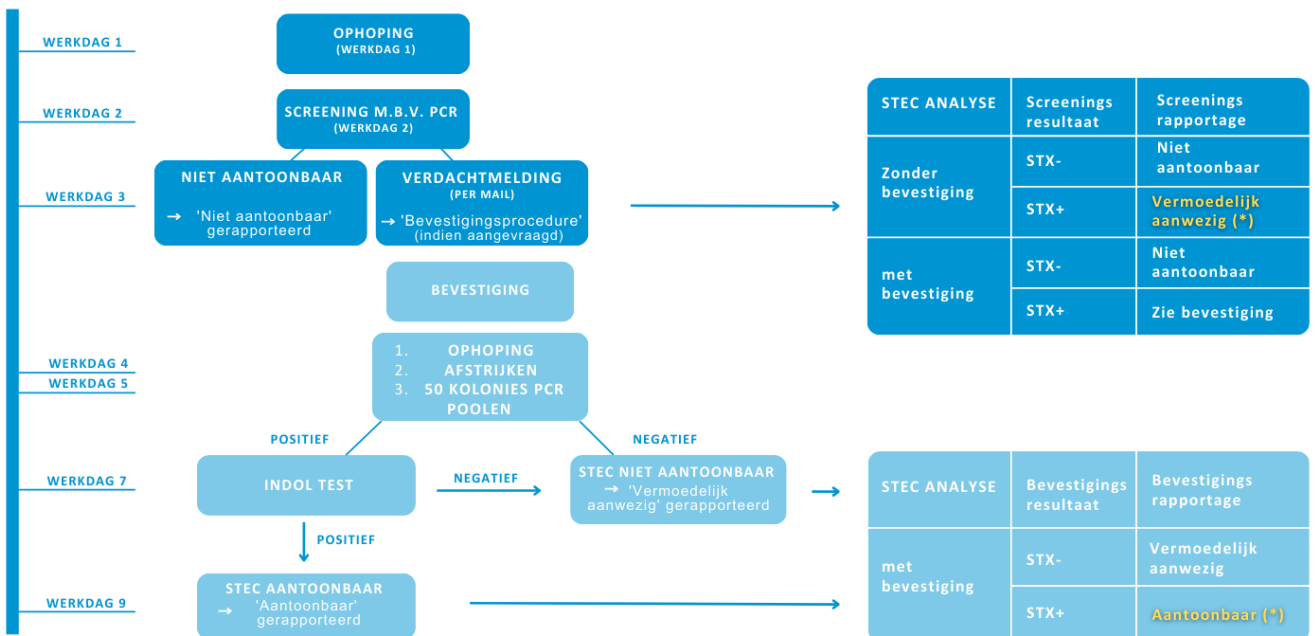 WERKDAG 1
OPHOPING
(WERKDAG 1)
WERKDAG 2
SCREENING M.B.V. PCR
(WERKDAG 2)
WERKDAG 3
NIET AANTOONBAAR
→ 'Niet aantoonbaar'
gerapporteerd
VERDACHTMELDING
(PER MAIL)
→ 'Bevestigingsprocedure'
(indien aangevraagd)
STEC ANALYSE
Screenings
resultaat
Screenings
rapportage
Zonder
bevestiging
STX-
Niet
aantoonbaar
STX+
Vermoedelijk
aanwezig (*)
met
bevestiging
STX-
Niet
aantoonbaar
STX+
Zie bevestiging
BEVESTIGING
WERKDAG 4
WERKDAG 5
1. OPHOPING
2. AFSTRIJKEN
3. 50 KOLONIES PCR
POOLEN
POSITIEF
NEGATIEF
WERKDAG 7
INDOL TEST
NEGATIEF
STEC NIET AANTOONBAAR
→ 'Vermoedelijk
aanwezig' gerapporteerd
POSITIEF
WERKDAG 9
STEC AANTOONBAAR
→ 'Aantoonbaar'
gerapporteerd
STEC ANALYSE
Bevestigings
resultaat
Bevestigings
rapportage
met
bevestiging
STX-
Vermoedelijk
aanwezig
STX+
Aantoonbaar (*)